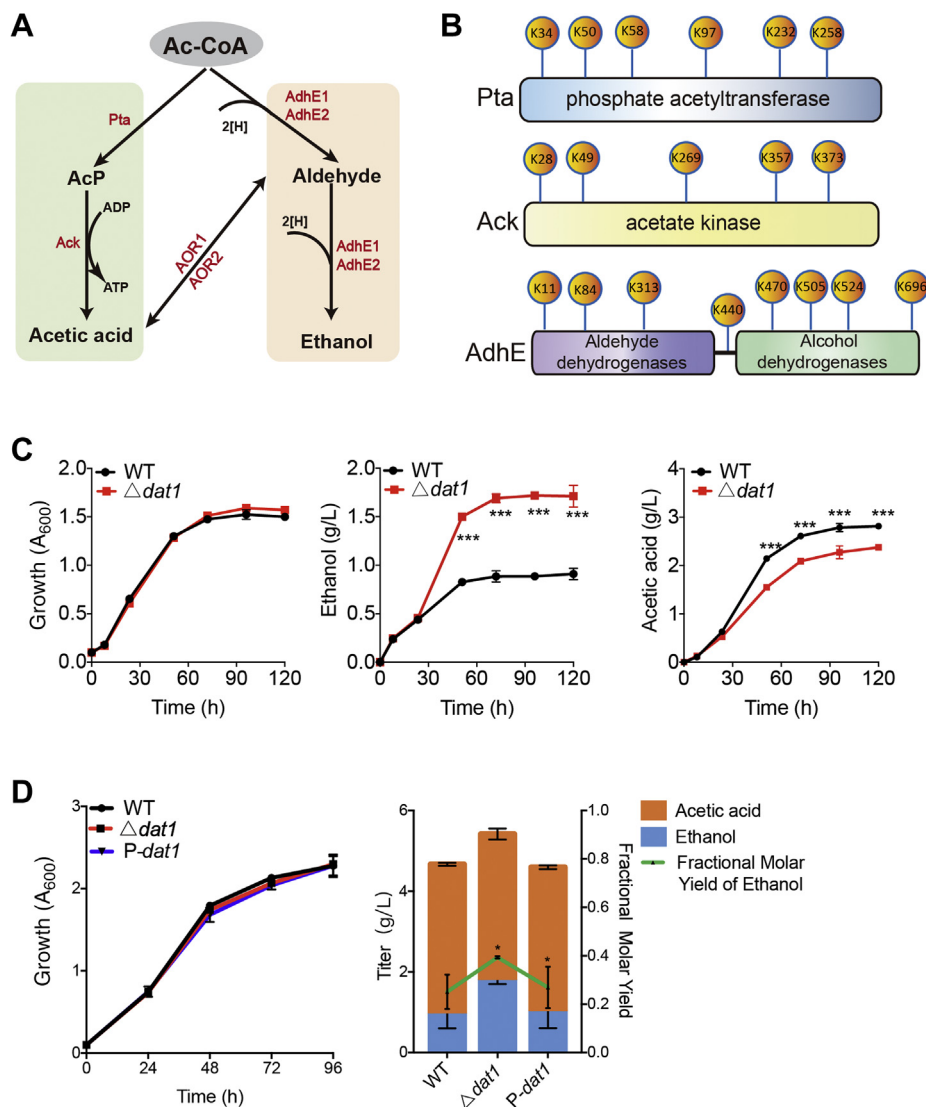 A
Ac-CoA
Pta
2[H]
AdhE1
AdhE2
AcP
Aldehyde
ADP
Ack
ATP
AOR1
AOR2
2[H]
AdhE1
AdhE2
Acetic acid
Ethanol
B
K34 K50 K58 K97 K232 K258
Pta phosphate acetyltransferase
K28 K49 K269 K357 K373
Ack acetate kinase
K11 K84 K313 K440 K470 K505 K524 K696
AdhE
Aldehyde
dehydrogenases
Alcohol
dehydrogenases
C
Growth (A600)
2.0
1.5
1.0
0.5
0.0
WT
△dat1
0 30 60 90 120
Time (h)
Ethanol (g/L)
2.0
1.5
1.0
0.5
0.0
WT
△dat1
*** *** *** ***
0 30 60 90 120
Time (h)
Acetic acid (g/L)
4
3
2
1
0
WT
△dat1
*** *** *** ***
0 30 60 90 120
Time (h)
D
Growth (A600)
3
2
1
0
WT
△dat1
P-dat1
0 24 48 72 96
Time (h)
Titer (g/L)
6
4
2
0
* *
WT △dat1 P-dat1
1.0
0.8
0.6
0.4
0.2
0.0
Fractional Molar Yield
Acetic acid
Ethanol
Fractional Molar
Yield of Ethanol